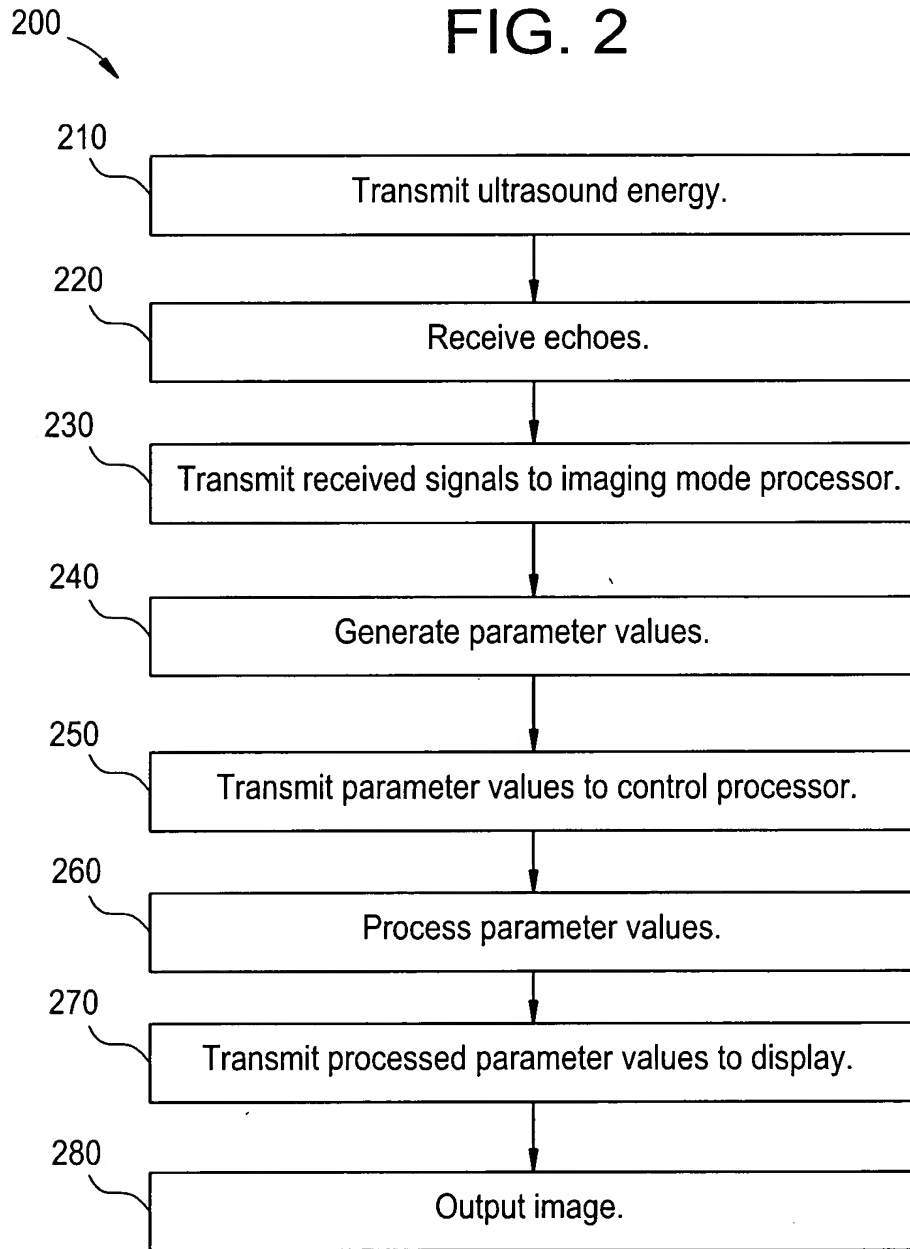 FIG. 2
200
210
Transmit ultrasound energy.
220
Receive echoes.
230
Transmit received signals to imaging mode processor.
240
Generate parameter values.
250
Transmit parameter values to control processor.
260
Process parameter values.
270
Transmit processed parameter values to display.
280
Output image.